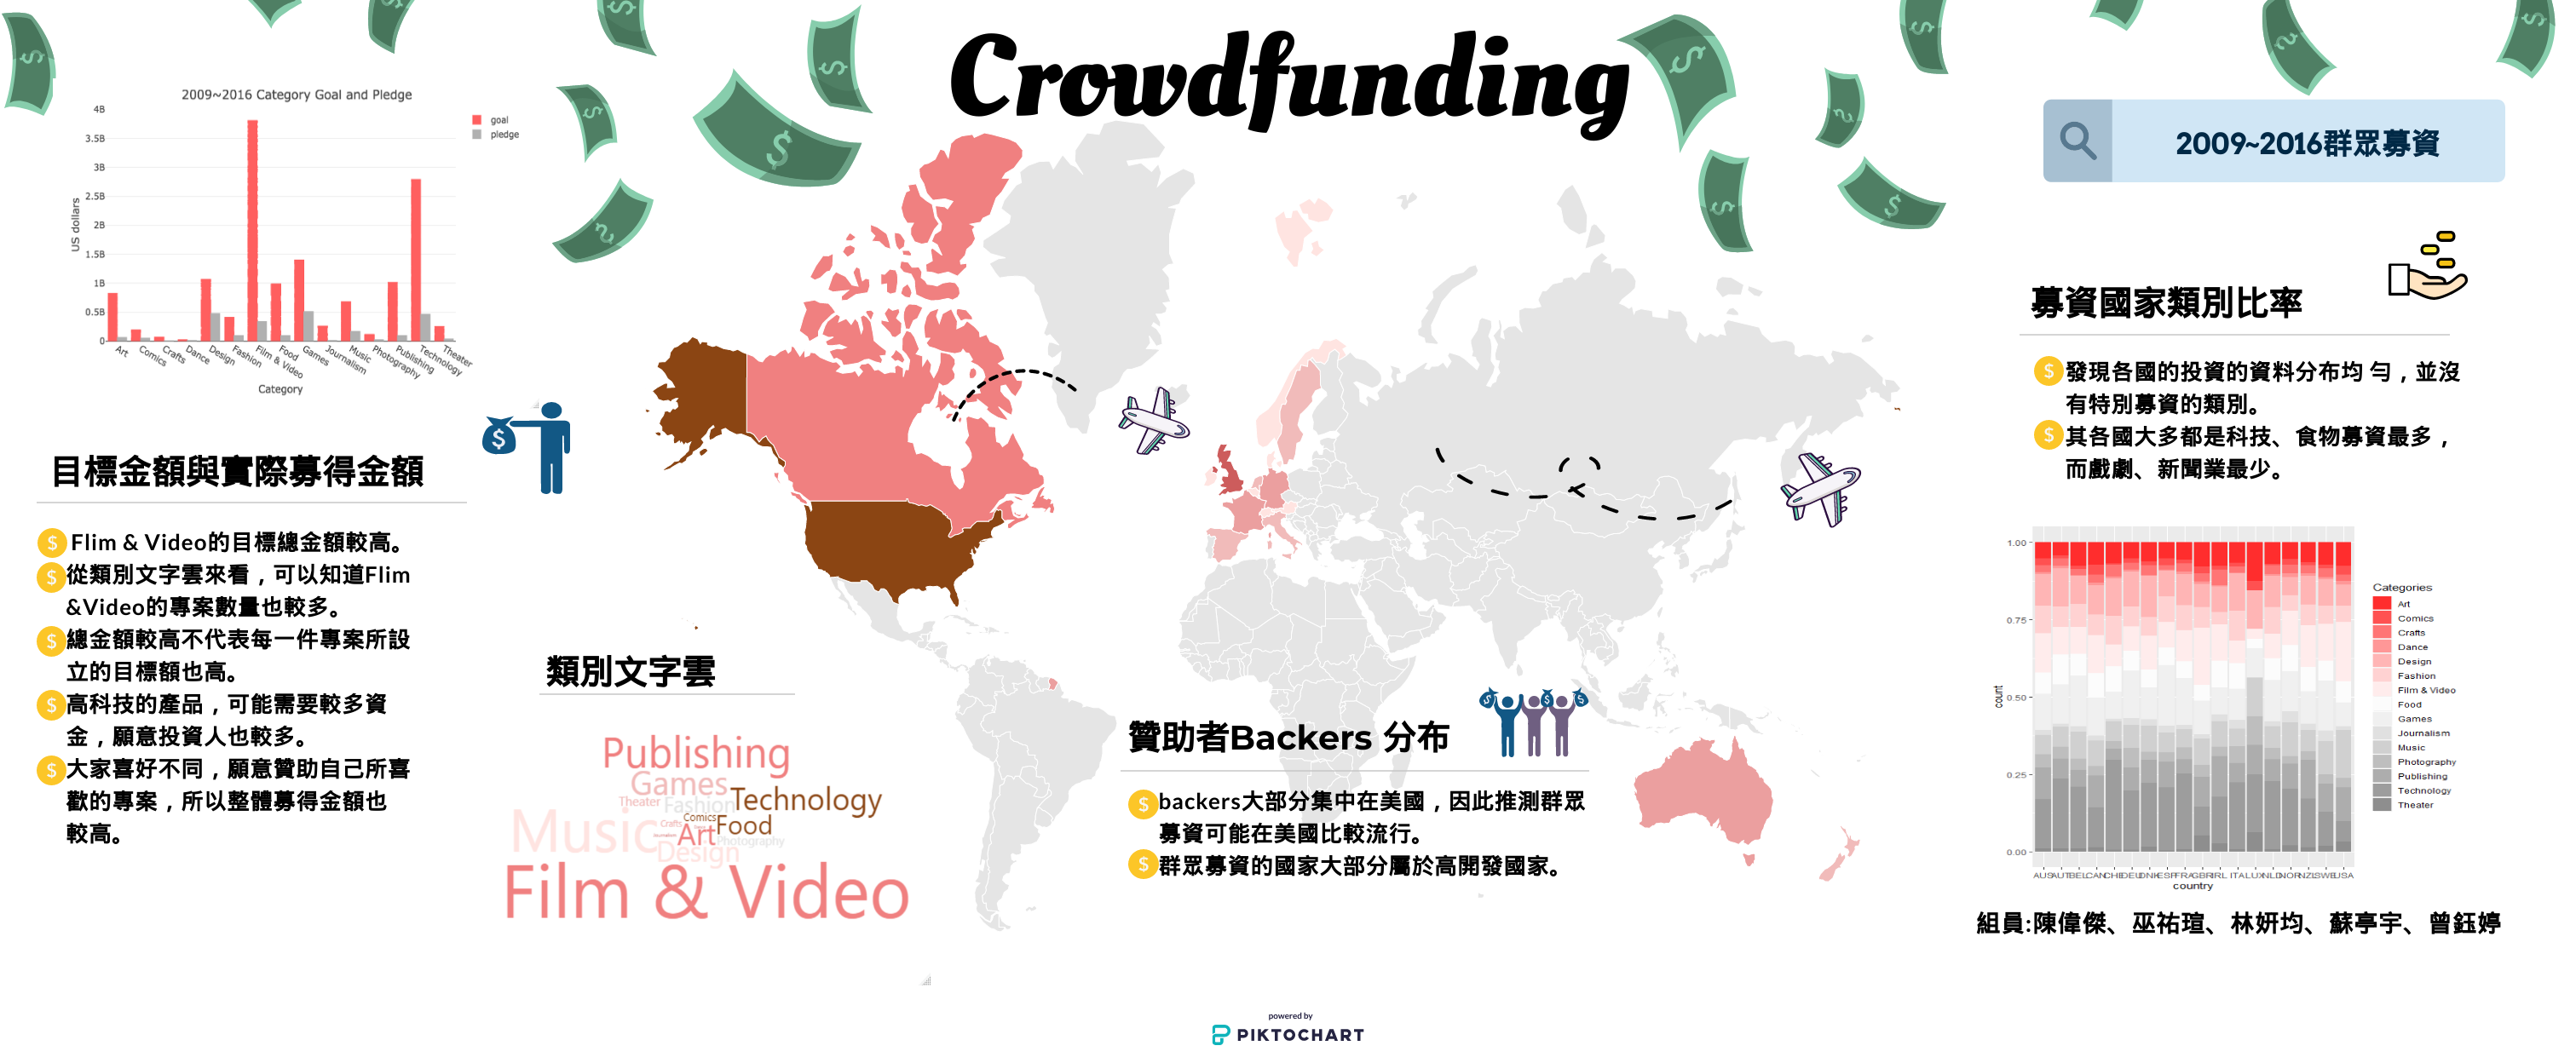 Crowdfunding
2009~2016 Category Goal and Pledge
goal
pledge
US dollars
4B
3.5B
3B
2.5B
2B
1.5B
1B
0.5B
0
Art
Comics
Crafts
Dance
Design
Fashion
Film & Video
Food
Games
Journalism
Music
Photography
Publishing
Technology
Theater
Category
目標金額與實際募得金額
Flim & Video的目標總金額較高。
從類別文字雲來看，可以知道Flim
&Video的專案數量也較多。
總金額較高不代表每一件專案所設
立的目標額也高。
高科技的產品，可能需要較多資
金，願意投資人也較多。
大家喜好不同，願意贊助自己所喜
歡的專案，所以整體募得金額也
較高。
類別文字雲
Publishing
Games
Theater Fashion Technology
Comics
Music Crafts Art Food
Photography
Design
Film & Video
贊助者Backers 分布
backers大部分集中在美國，因此推測群眾
募資可能在美國比較流行。
群眾募資的國家大部分屬於高開發國家。
2009~2016群眾募資
募資國家類別比率
發現各國的投資的資料分布均 勻，並沒
有特別募資的類別。
其各國大多都是科技、食物募資最多，
而戲劇、新聞業最少。
count
1.00
0.75
0.50
0.25
0.00
AUS AUT BEL CAN CHE DEU DNK ESP FRA GBR IRL ITA LUX NLD NOR NZL SWE USA
country
Categories
Art
Comics
Crafts
Dance
Design
Fashion
Film & Video
Food
Games
Journalism
Music
Photography
Publishing
Technology
Theater
組員:陳偉傑、巫祐瑄、林妍均、蘇亭宇、曾鈺婷
powered by
PIKTOCHART